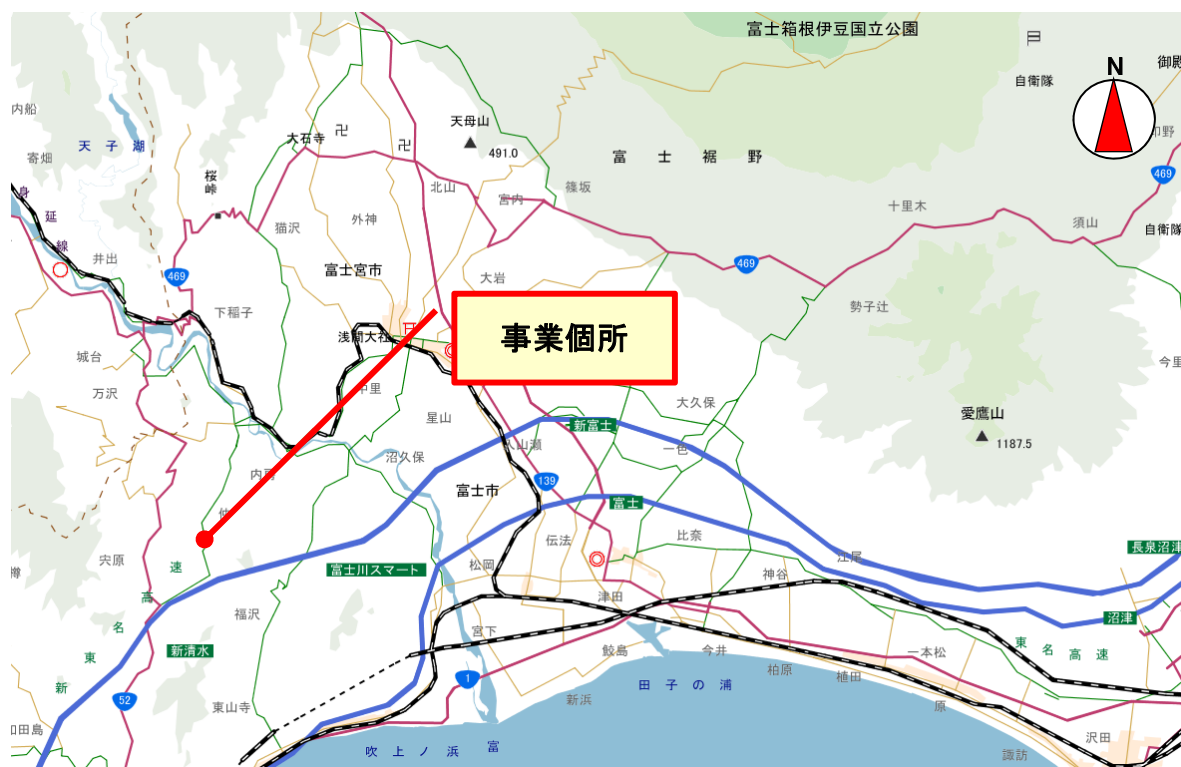 富士箱根伊豆国立公園
自衛隊
御殿
N
内船
天子湖
寄畑
大石寺
天母山
491.0
富士裾野
印野
469
桜峠
北山
宮内
篠坂
十里木
須山
自衛隊
身延線
猫沢
外神
井出
469
富士宮市
大岩
469
勢子辻
下稲子
浅間大社
事業個所
城台
万沢
中里
星山
大久保
今里
愛鷹山
1187.5
新富士
入山瀬
一色
沼久保
内房
富士市
139
富士
宍原
樽
伝法
比奈
江尾
長泉沼津
富士川スマート
松岡
神谷
福沢
津田
沼津
宮下
新東名高速
新清水
鮫島
今井
柏原
一本松
東名高速
植田
52
1
東山寺
新浜
田子の浦
原
和田島
沢田
吹上ノ浜
富
諏訪